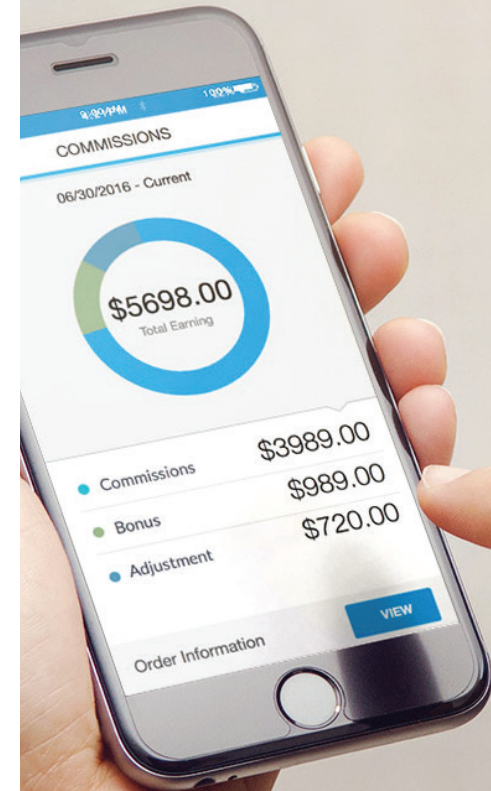 100%
COMMISSIONS
06/30/2016 - Current
$5698.00
Total Earning
Commissions $3989.00
Bonus $989.00
Adjustment $720.00
Order Information VIEW